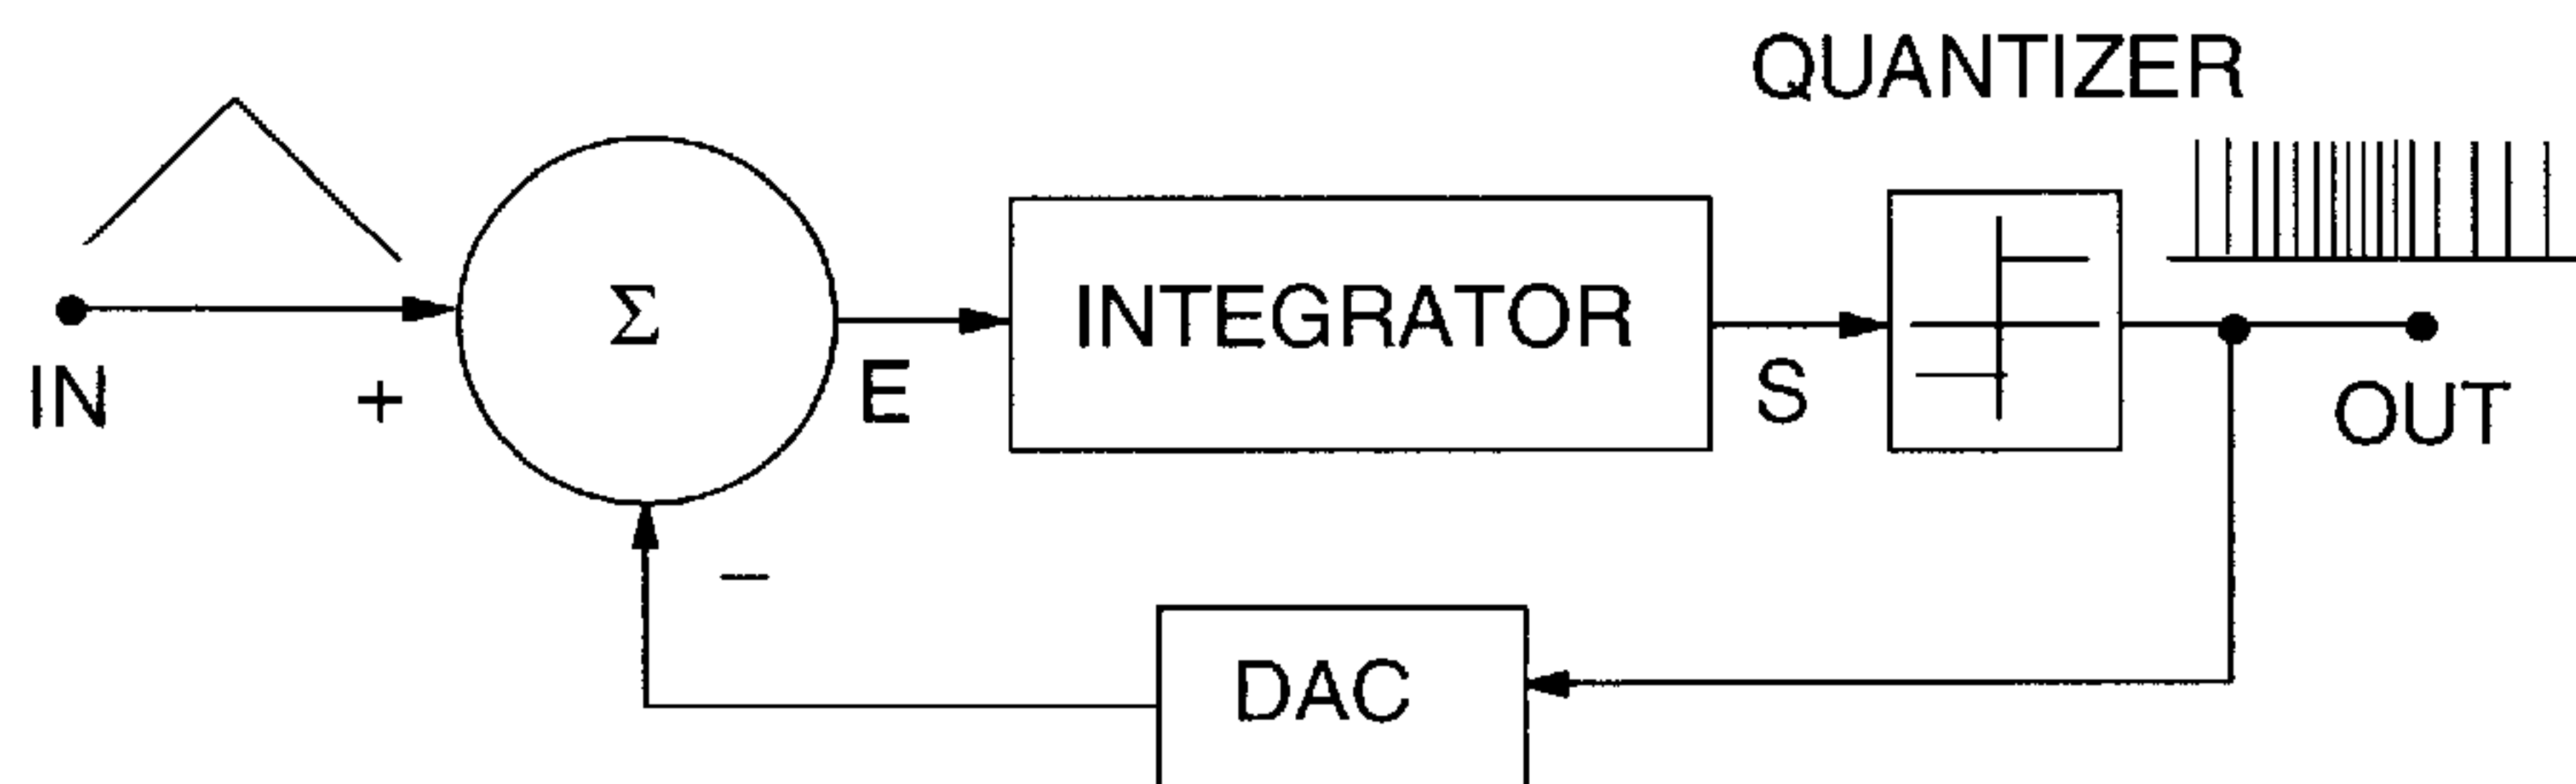 QUANTIZER
Σ
INTEGRATOR
IN
+
E
S
OUT
–
DAC